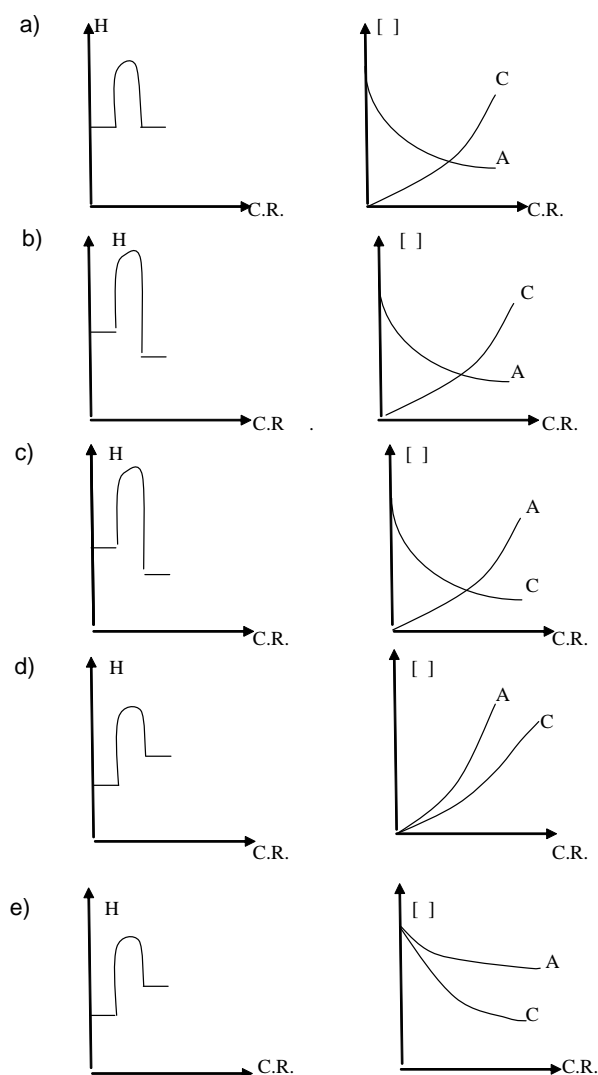 a)
H
[ ]
C
A
C.R.
C.R.
b)
H
[ ]
C
A
C.R .
C.R.
c)
H
[ ]
A
C
C.R.
C.R.
d)
H
[ ]
A
C
C.R.
C.R.
e)
H
[ ]
A
C
C.R.
C.R.